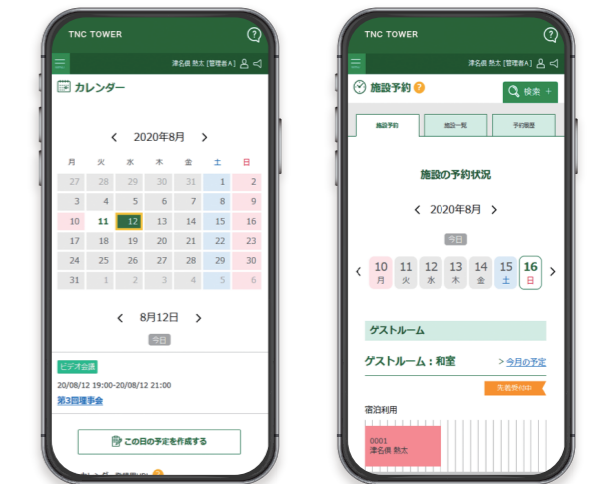 TNC TOWER
津名倶 熱太 [管理者A]
カレンダー
2020年8月
月 火 水 木 金 土 日
27 28 29 30 31 1 2
3 4 5 6 7 8 9
10 11 12 13 14 15 16
17 18 19 20 21 22 23
24 25 26 27 28 29 30
31 1 2 3 4 5 6
8月12日
今日
ビデオ会議
20/08/12 19:00-20/08/12 21:00
第3回理事会
この日の予定を作成する
TNC TOWER
津名倶 熱太 [管理者A]
施設予約 ?
検索 +
施設予約 施設一覧 予約履歴
施設の予約状況
2020年8月
今日
10 11 12 13 14 15 16
月 火 水 木 金 土 日
ゲストルーム
ゲストルーム：和室 > 今月の予定
宿泊利用
0001
津名倶 熱太